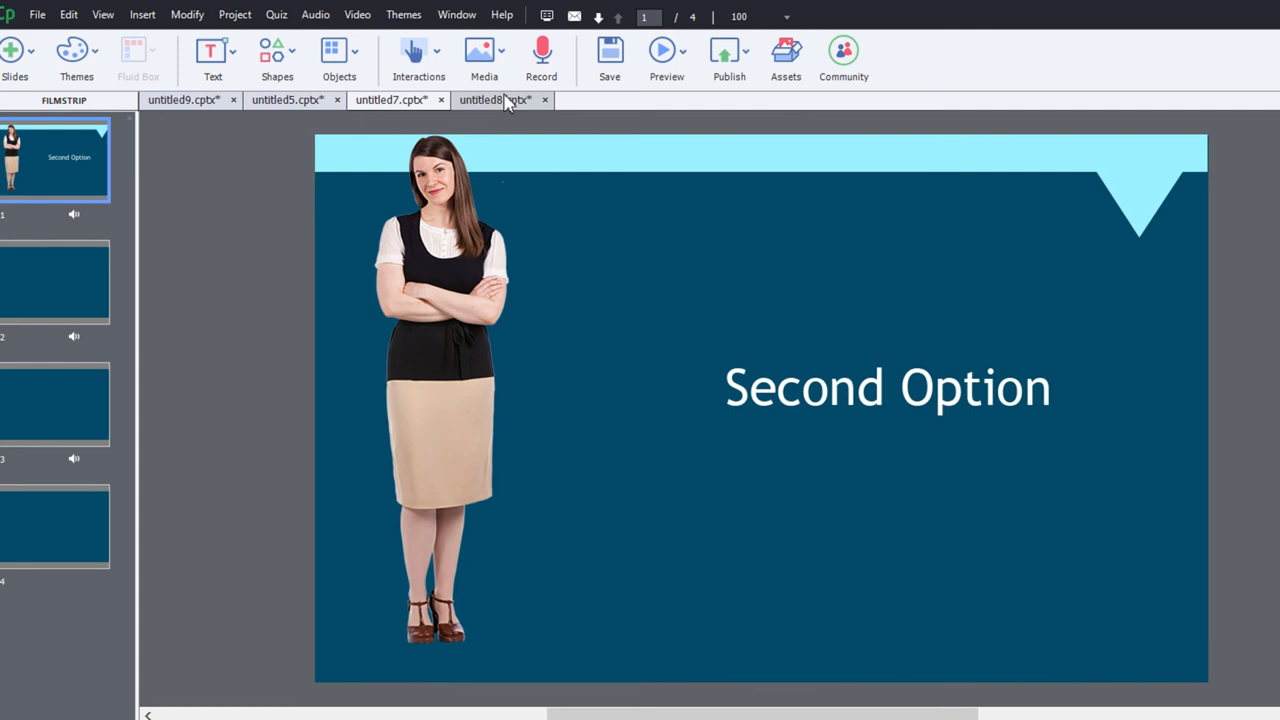 Cp File Edit View Insert Modify Project Quiz Audio Video Themes Window Help 1 / 4 100
Slides Themes Fluid Box Text Shapes Objects Interactions Media Record Save Preview Publish Assets Community
FILMSTRIP untitled9.cptx* × untitled5.cptx* × untitled7.cptx* ×
Second Option
1
2
3
4
Second Option